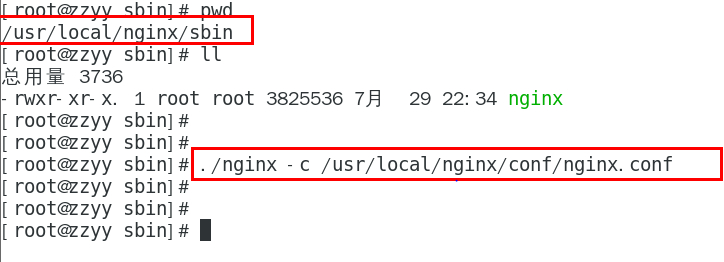 [root@zzyy sbin]# pwd
/usr/local/nginx/sbin
[root@zzyy sbin]# ll
总用量 3736
-rwxr-xr-x. 1 root root 3825536 7月  29 22:34 nginx
[root@zzyy sbin]#
[root@zzyy sbin]#
[root@zzyy sbin]# ./nginx -c /usr/local/nginx/conf/nginx.conf
[root@zzyy sbin]#
[root@zzyy sbin]#
[root@zzyy sbin]#